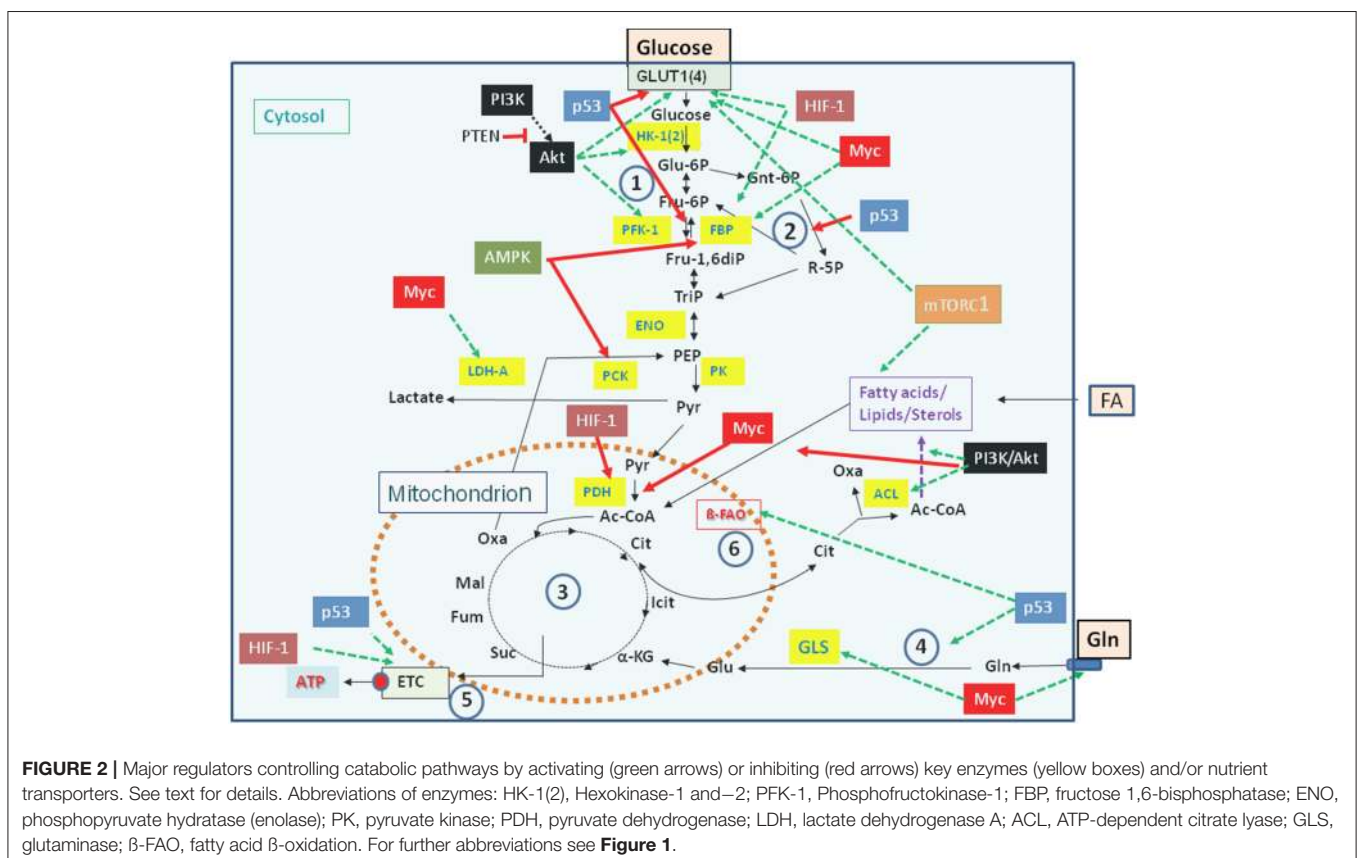 Glucose
GLUT1(4)
Cytosol
PI3K
p53
HIF-1
Glucose
PTEN
HK-1(2)
Akt
Myc
Glu-6P
Gnt-6P
1
Fru-6P
p53
PFK-1
FBP
2
AMPK
Fru-1,6diP
R-5P
Myc
TriP
mTORC1
ENO
PEP
LDH-A
PCK
PK
Lactate
Pyr
Fatty acids/
Lipids/Sterols
FA
HIF-1
Myc
PI3K/Akt
Pyr
Oxa
Mitochondrion
PDH
ACL
Ac-CoA
Ac-CoA
ß-FAO
Oxa
Cit
6
Cit
Mal
3
Icit
p53
Fum
p53
HIF-1
Suc
α-KG
Glu
GLS
4
Gln
Gln
ATP
ETC
5
Myc
FIGURE 2 | Major regulators controlling catabolic pathways by activating (green arrows) or inhibiting (red arrows) key enzymes (yellow boxes) and/or nutrient
transporters. See text for details. Abbreviations of enzymes: HK-1(2), Hexokinase-1 and−2; PFK-1, Phosphofructokinase-1; FBP, fructose 1,6-bisphosphatase; ENO,
phosphopyruvate hydratase (enolase); PK, pyruvate kinase; PDH, pyruvate dehydrogenase; LDH, lactate dehydrogenase A; ACL, ATP-dependent citrate lyase; GLS,
glutaminase; ß-FAO, fatty acid ß-oxidation. For further abbreviations see Figure 1.